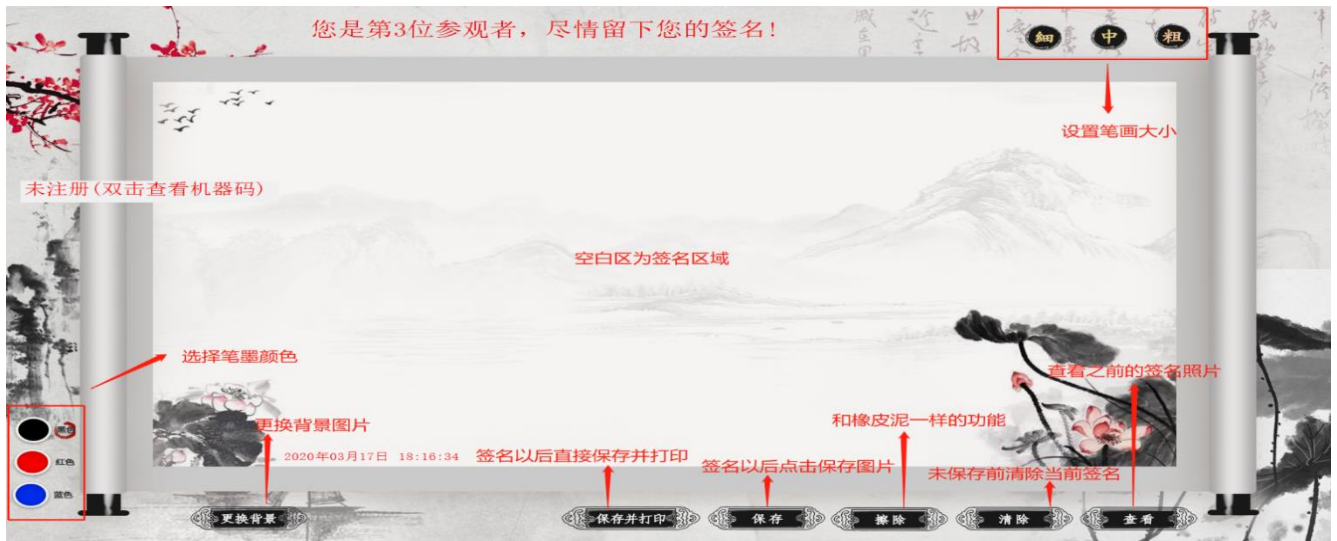 您是第3位参观者，尽情留下您的签名！
細 中 粗
设置笔画大小
未注册(双击查看机器码)
空白区为签名区域
选择笔墨颜色
查看之前的签名照片
黑色
红色
蓝色
更换背景图片
和橡皮泥一样的功能
2020年03月17日 18:16:34
签名以后直接保存并打印
签名以后点击保存图片
未保存前清除当前签名
更换背景
保存并打印
保存
擦除
清除
查看